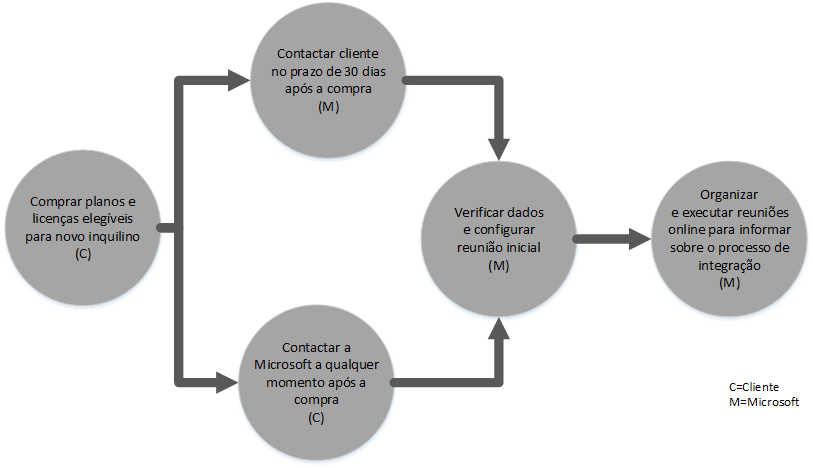 Contactar cliente
no prazo de 30 dias
após a compra
(M)
Comprar planos e
licenças elegíveis
para novo inquilino
(C)
Verificar dados
e configurar
reunião inicial
(M)
Organizar
e executar reuniões
online para informar
sobre o processo de
integração
(M)
Contactar a
Microsoft a qualquer
momento após a
compra
(C)
C=Cliente
M=Microsoft